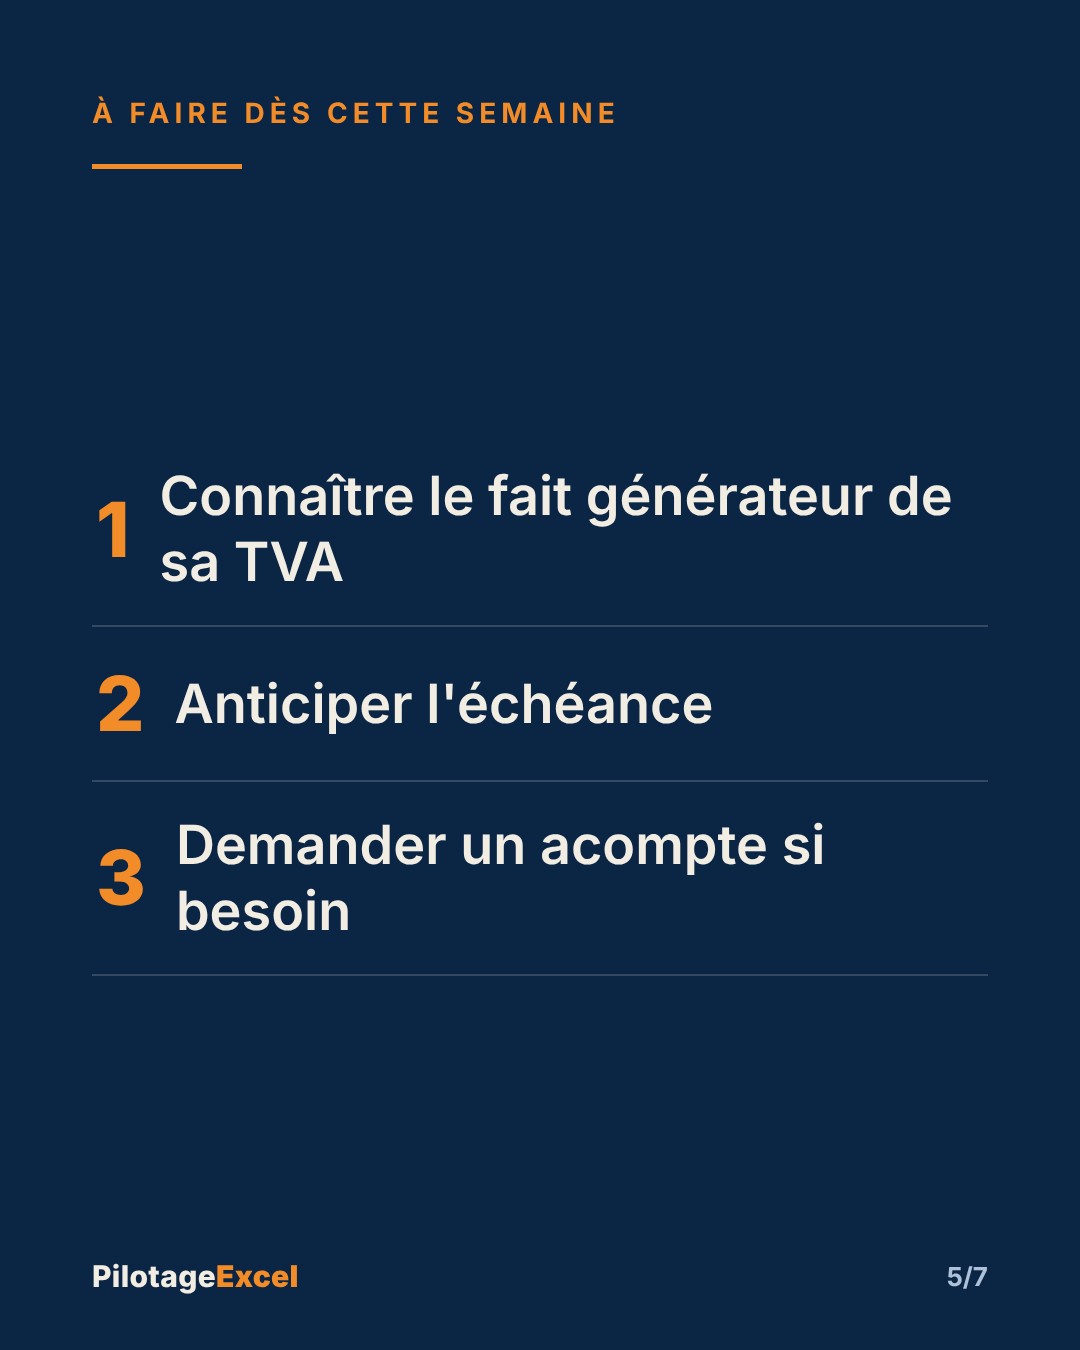 À FAIRE DÈS CETTE SEMAINE
1 Connaître le fait générateur de
sa TVA
2 Anticiper l'échéance
3 Demander un acompte si
besoin
PilotageExcel
5/7